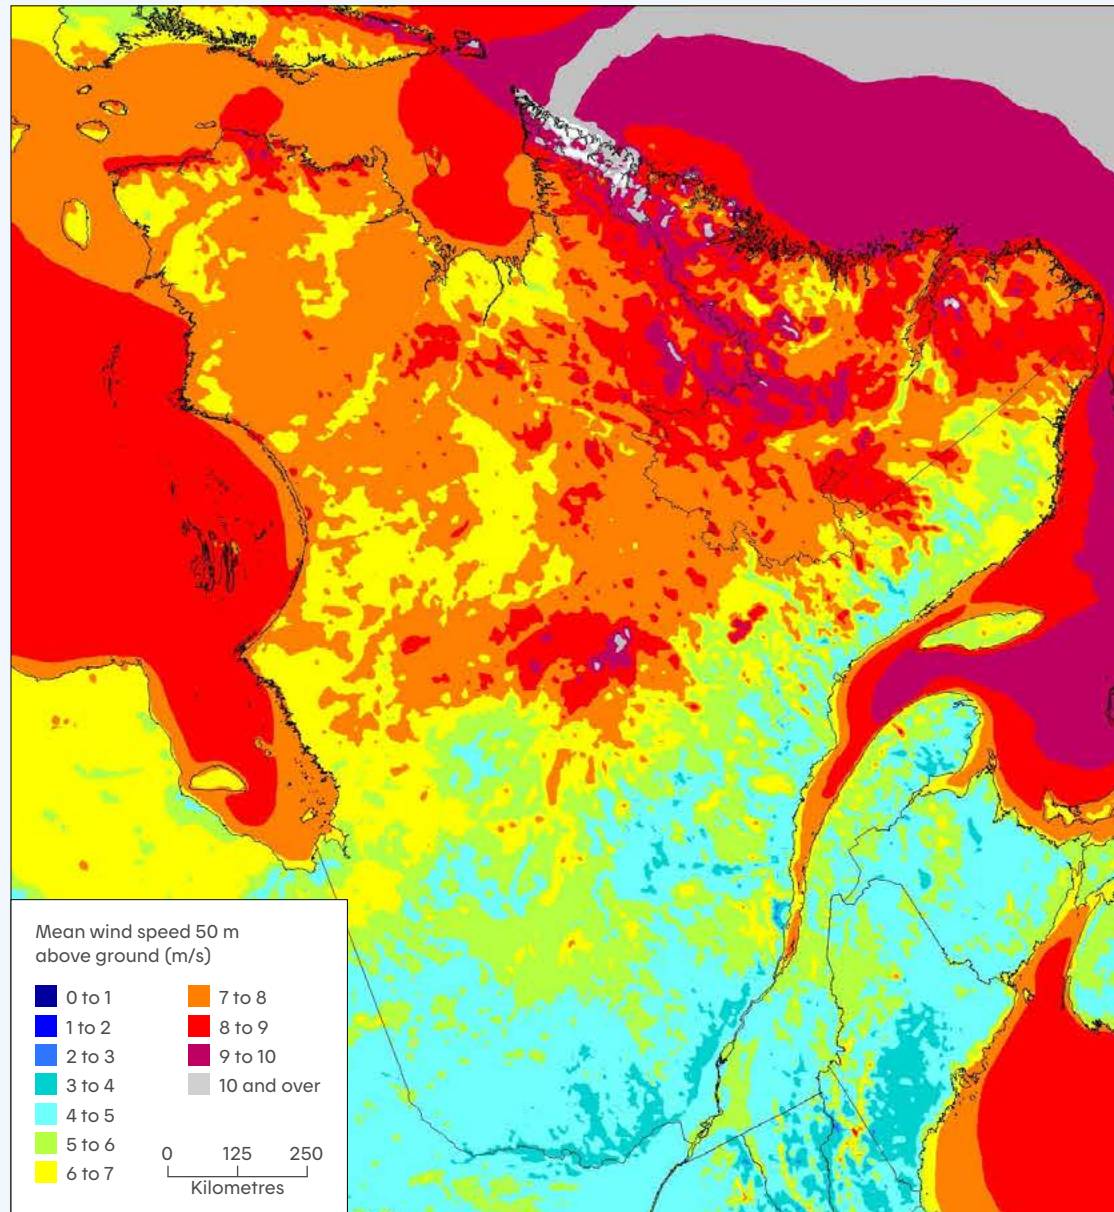 Mean wind speed 50 m
above ground (m/s)
0 to 1
1 to 2
2 to 3
3 to 4
4 to 5
5 to 6
6 to 7
7 to 8
8 to 9
9 to 10
10 and over
0 125 250
Kilometres